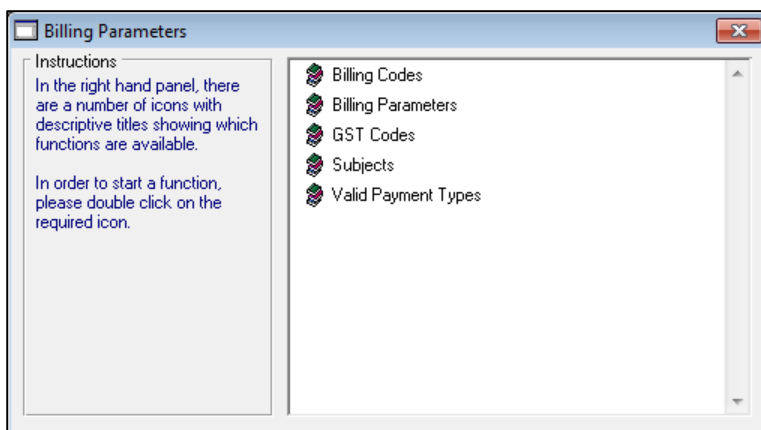 Billing Parameters
Instructions
In the right hand panel, there
are a number of icons with
descriptive titles showing which
functions are available.
In order to start a function,
please double click on the
required icon.
Billing Codes
Billing Parameters
GST Codes
Subjects
Valid Payment Types